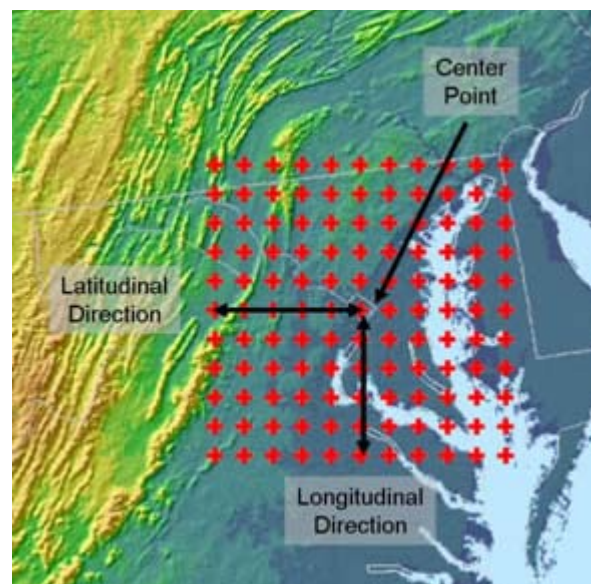 Center
Point
Latitudinal
Direction
Longitudinal
Direction